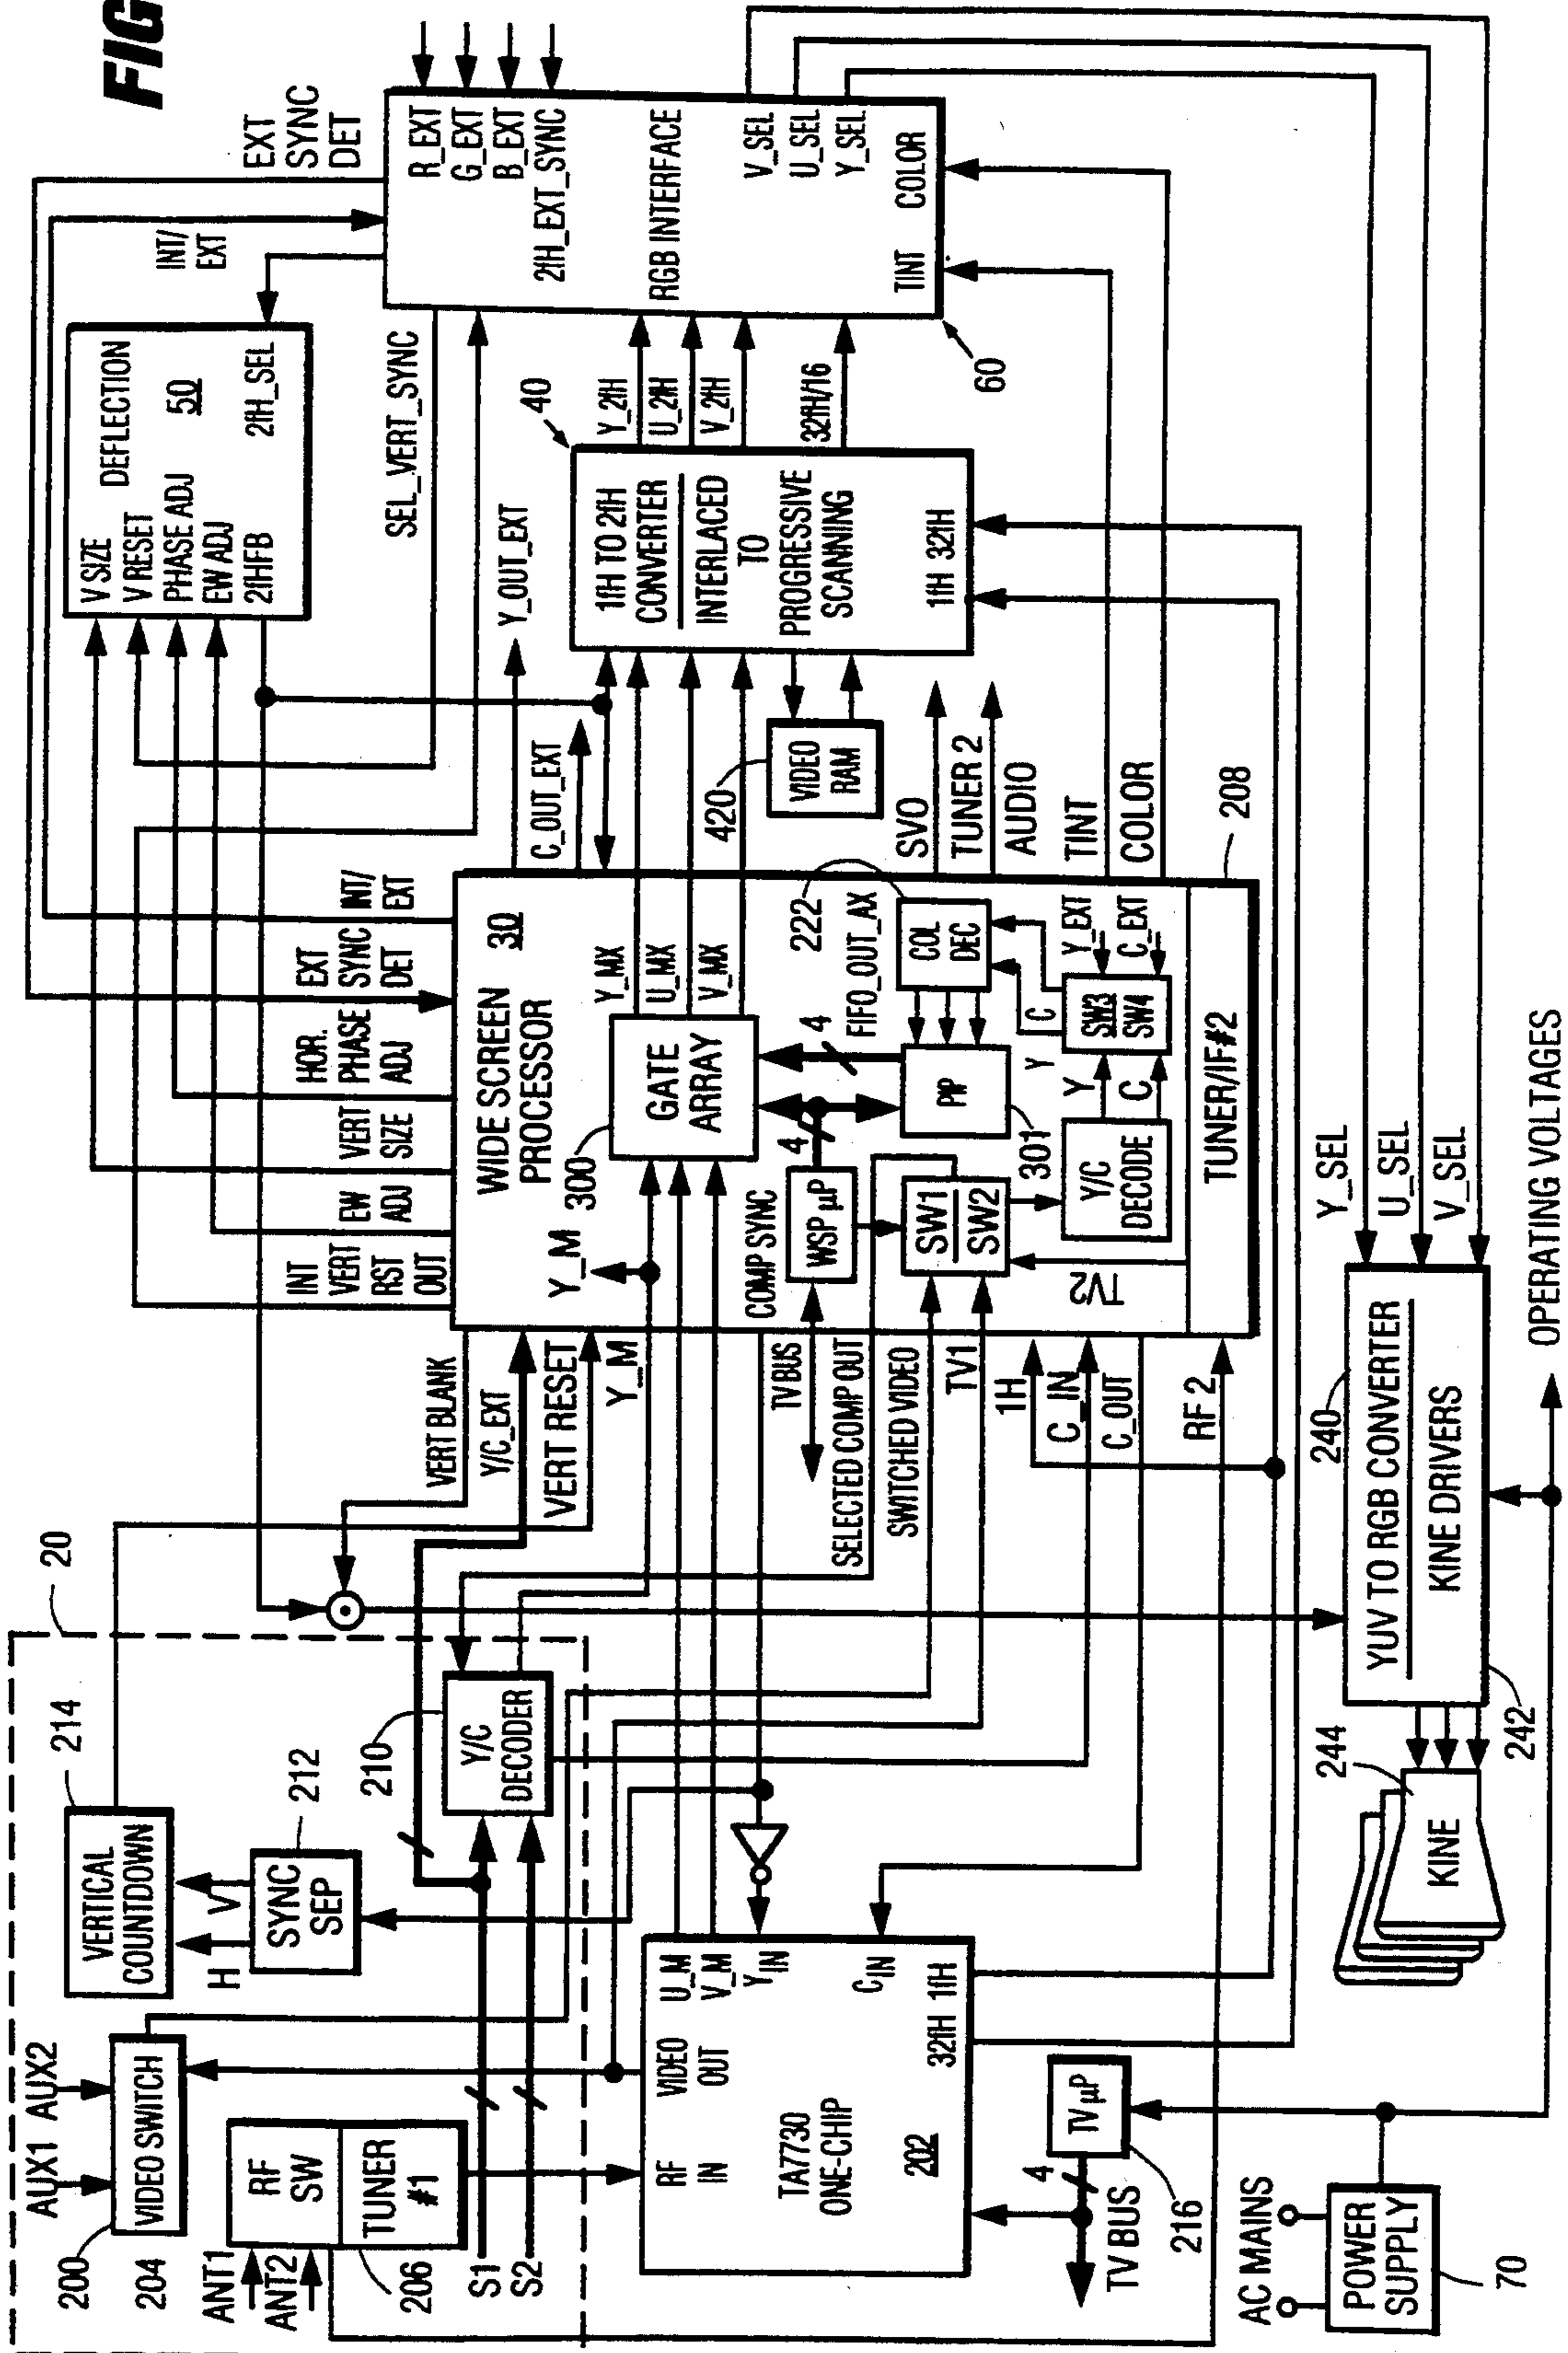 FIG
20
AUX1
AUX2
200
VIDEO SWITCH
204
ANT1
ANT2
RF
SW
TUNER
#1
206
S1
S2
214
VERTICAL
COUNTDOWN
H
V
212
SYNC
SEP
210
Y/C
DECODER
RF
IN
VIDEO
OUT
U_M
V_M
YIN
CIN
TA7730
ONE-CHIP
202
32fH
1fH
TV µP
216
4
TV BUS
AC MAINS
POWER
SUPPLY
70
OPERATING VOLTAGES
VERT BLANK
Y/C_EXT
VERT RESET
Y_M
TV BUS
SELECTED COMP OUT
SWITCHED VIDEO
TV1
1H
C_IN
C_OUT
RF 2
INT
VERT
RST
OUT
EW
ADJ
VERT
SIZE
HOR.
PHASE
ADJ
EXT
SYNC
DET
INT/
EXT
WIDE SCREEN
PROCESSOR
30
Y_M
300
GATE
ARRAY
Y_MX
U_MX
V_MX
COMP SYNC
WSP µP
4
4
FIFO_OUT_AX
PIP
301
COL
DEC
222
SW1
SW2
TV2
Y/C
DECODE
Y
C
Y
C
SW3
SW4
Y_EXT
C_EXT
TUNER/IF#2
208
V SIZE
V RESET
PHASE ADJ
EW ADJ
2fHFB
DEFLECTION
50
2fH_SEL
SEL_VERT_SYNC
Y_OUT_EXT
C_OUT_EXT
40
1fH TO 2fH
CONVERTER
INTERLACED
TO
PROGRESSIVE
SCANNING
1fH
32fH
420
VIDEO
RAM
SVO
TUNER 2
AUDIO
TINT
COLOR
Y_2fH
U_2fH
V_2fH
32fH/16
EXT
SYNC
DET
INT/
EXT
R_EXT
G_EXT
B_EXT
2fH_EXT_SYNC
RGB INTERFACE
V_SEL
U_SEL
Y_SEL
TINT
COLOR
60
Y_SEL
U_SEL
V_SEL
240
YUV TO RGB CONVERTER
KINE DRIVERS
242
244
KINE